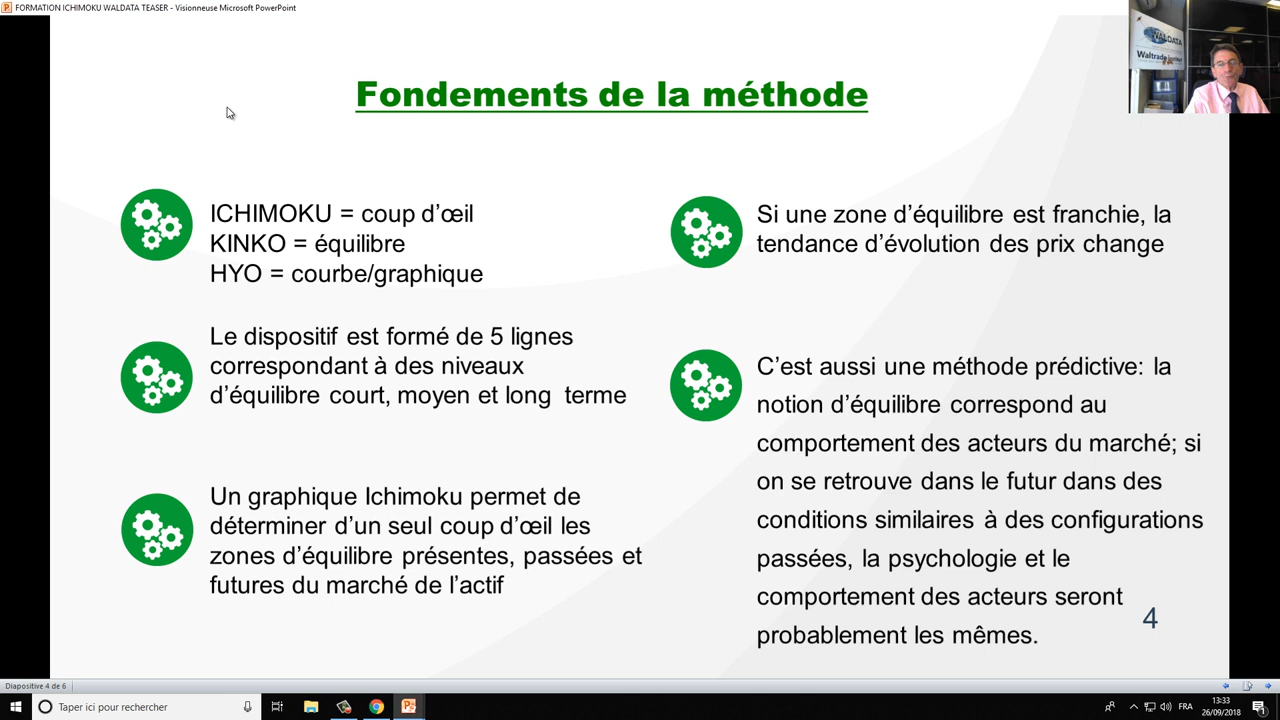 FORMATION ICHIMOKU WALDATA TEASER - Visionneuse Microsoft PowerPoint
WALDATA
Fondements de la méthode
ICHIMOKU = coup d’œil
KINKO = équilibre
HYO = courbe/graphique
Le dispositif est formé de 5 lignes
correspondant à des niveaux
d’équilibre court, moyen et long terme
Un graphique Ichimoku permet de
déterminer d’un seul coup d’œil les
zones d’équilibre présentes, passées et
futures du marché de l’actif
Si une zone d’équilibre est franchie, la
tendance d’évolution des prix change
C’est aussi une méthode prédictive: la
notion d’équilibre correspond au
comportement des acteurs du marché; si
on se retrouve dans le futur dans des
conditions similaires à des configurations
passées, la psychologie et le
comportement des acteurs seront
probablement les mêmes.
4
Diapositive 4 de 6
Taper ici pour rechercher
FRA
13:33
26/09/2018
1